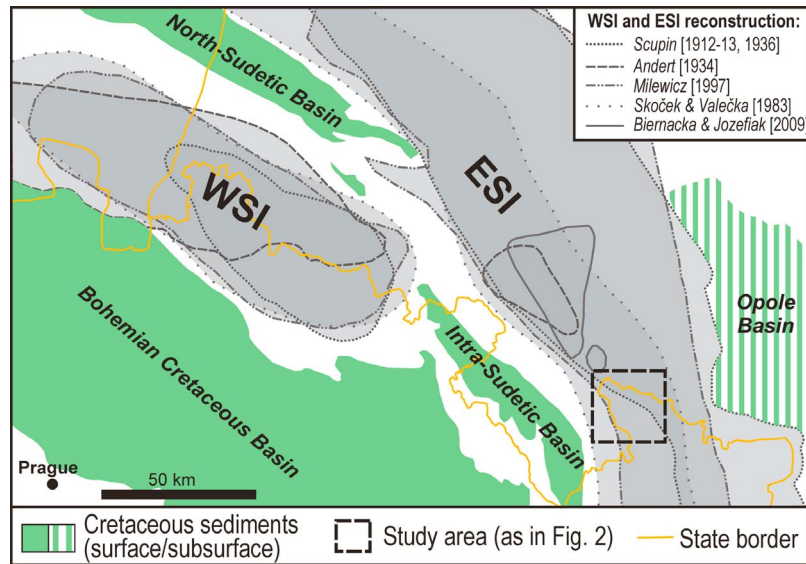 WSI and ESI reconstruction:
Scupin [1912-13, 1936]
Andert [1934]
Milewicz [1997]
Skoček & Valečka [1983]
Biernacka & Jozefiak [2009]
North-Sudetic Basin
WSI
ESI
Opole
Basin
Bohemian Cretaceous Basin
Intra-Sudetic Basin
Prague
50 km
Cretaceous sediments
(surface/subsurface)
Study area (as in Fig. 2)
State border